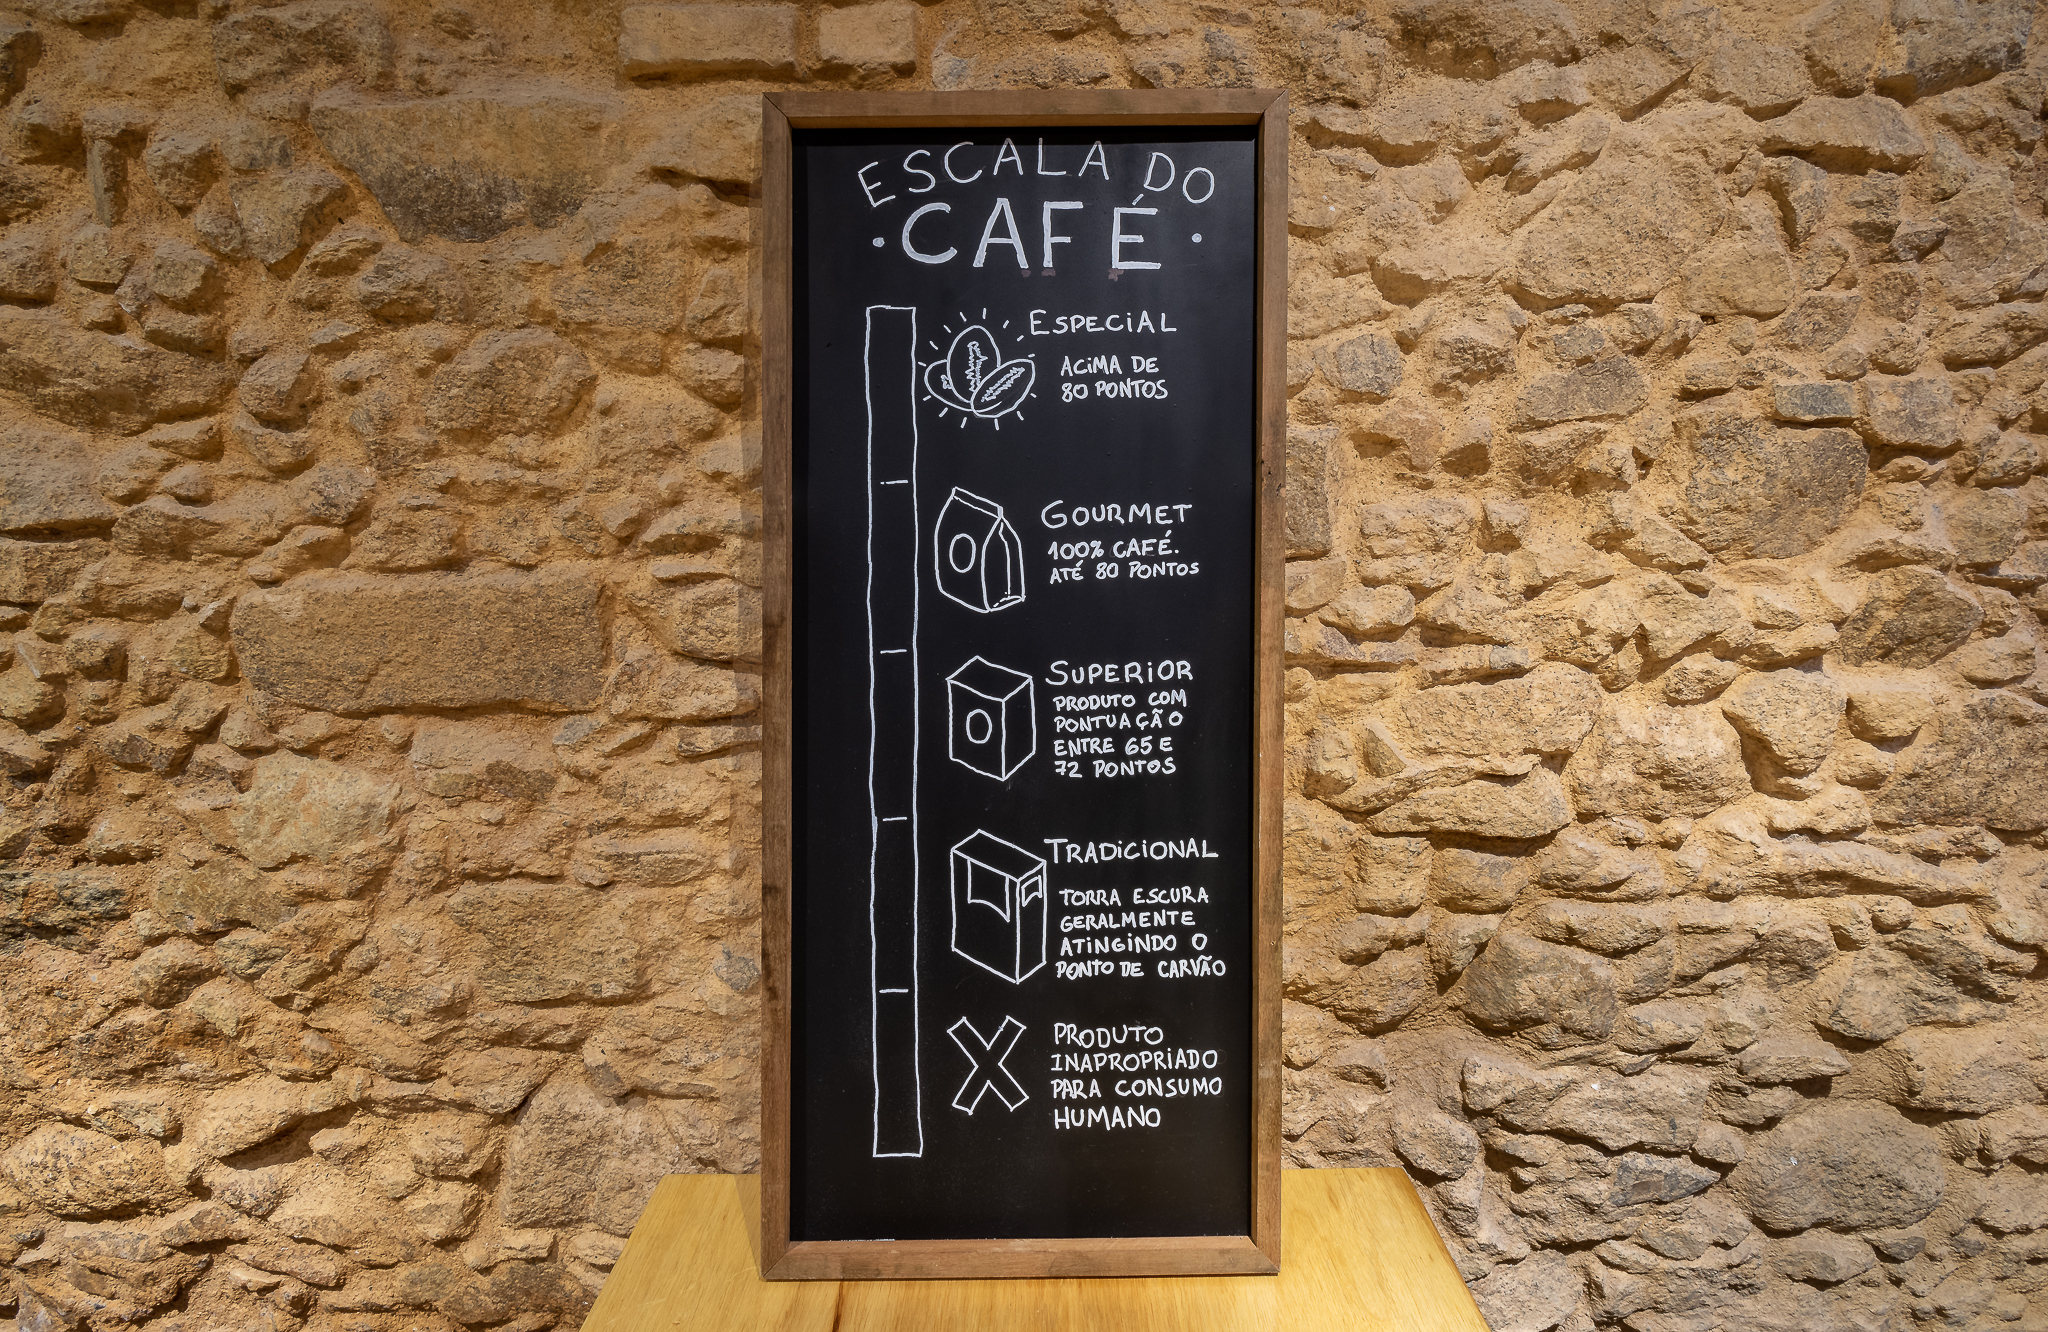 ESCALA DO
• CAFÉ •
ESPECIAL
ACIMA DE
80 PONTOS
GOURMET
100% CAFÉ.
ATÉ 80 PONTOS
SUPERIOR
PRODUTO COM
PONTUAÇÃO
ENTRE 65 E
72 PONTOS
TRADICIONAL
TORRA ESCURA
GERALMENTE
ATINGINDO O
PONTO DE CARVÃO
PRODUTO
INAPROPRIADO
PARA CONSUMO
HUMANO